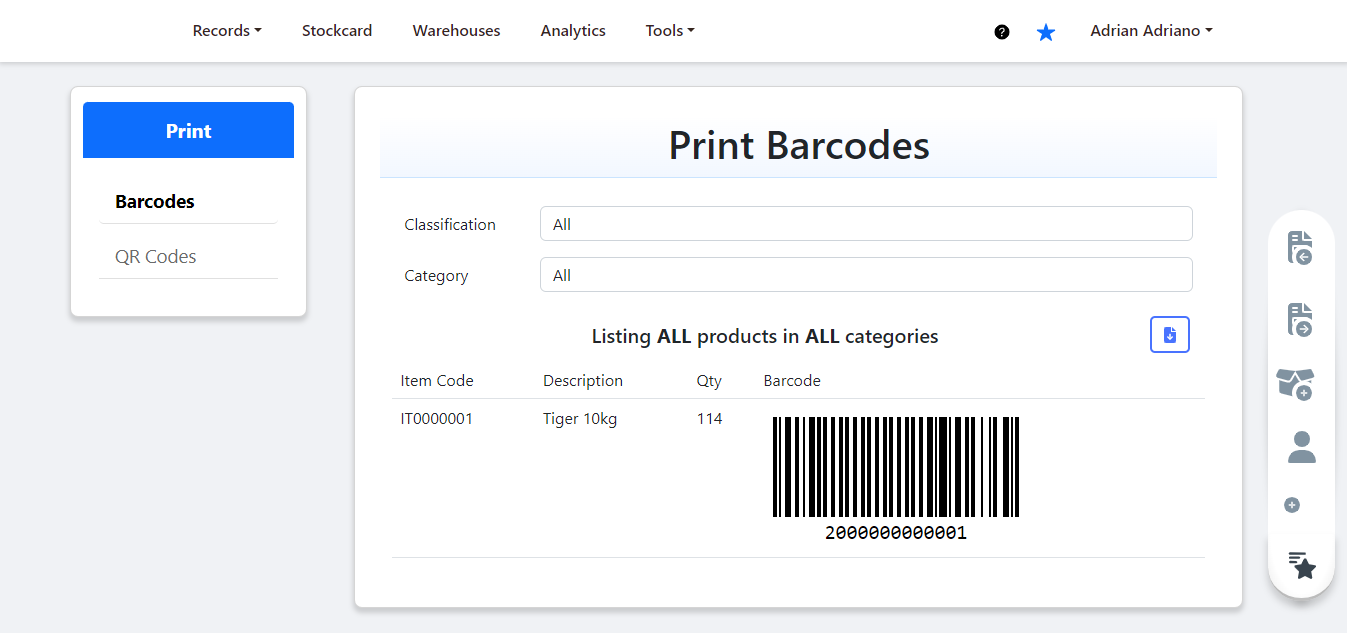 Records Stockcard Warehouses Analytics Tools ? Adrian Adriano
Print
Barcodes
QR Codes
Print Barcodes
Classification All
Category All
Listing ALL products in ALL categories
Item Code Description Qty Barcode
IT0000001 Tiger 10kg 114
2000000000001